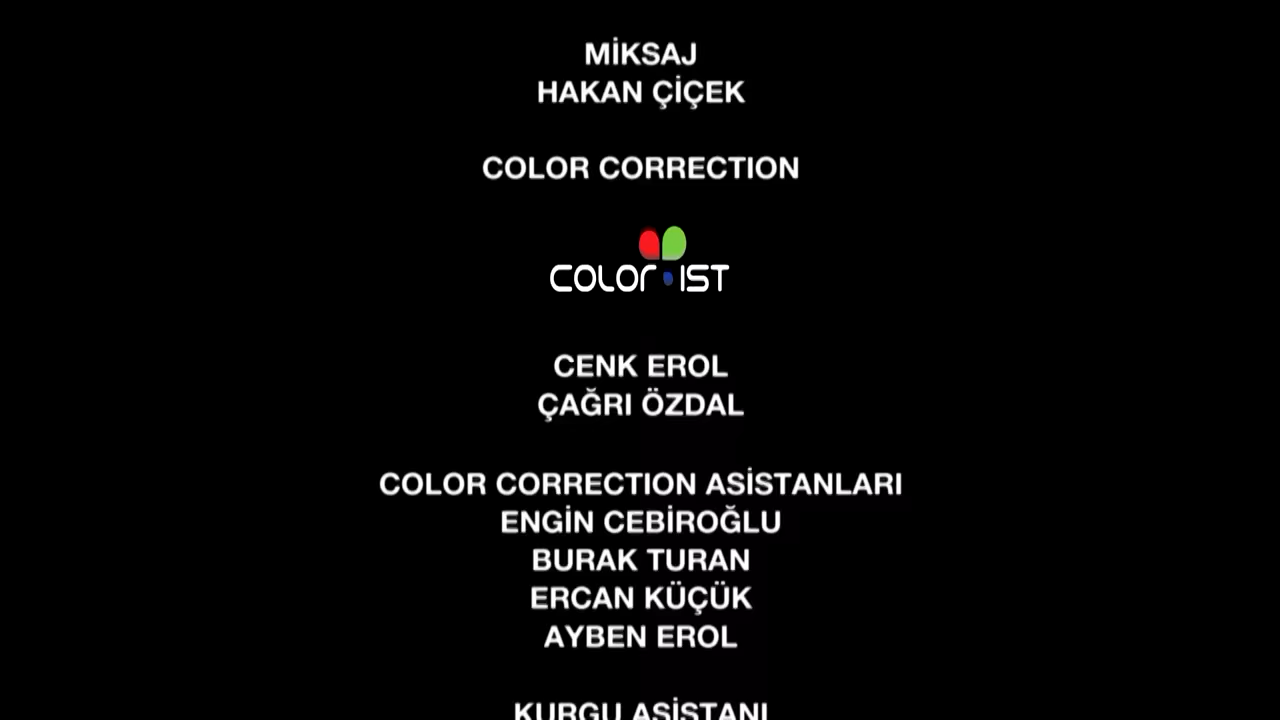 MİKSAJ
HAKAN ÇİÇEK
COLOR CORRECTION
COLOR IST
CENK EROL
ÇAĞRI ÖZDAL
COLOR CORRECTION ASİSTANLARI
ENGİN CEBİROĞLU
BURAK TURAN
ERCAN KÜÇÜK
AYBEN EROL
KURGU ASİSTANI